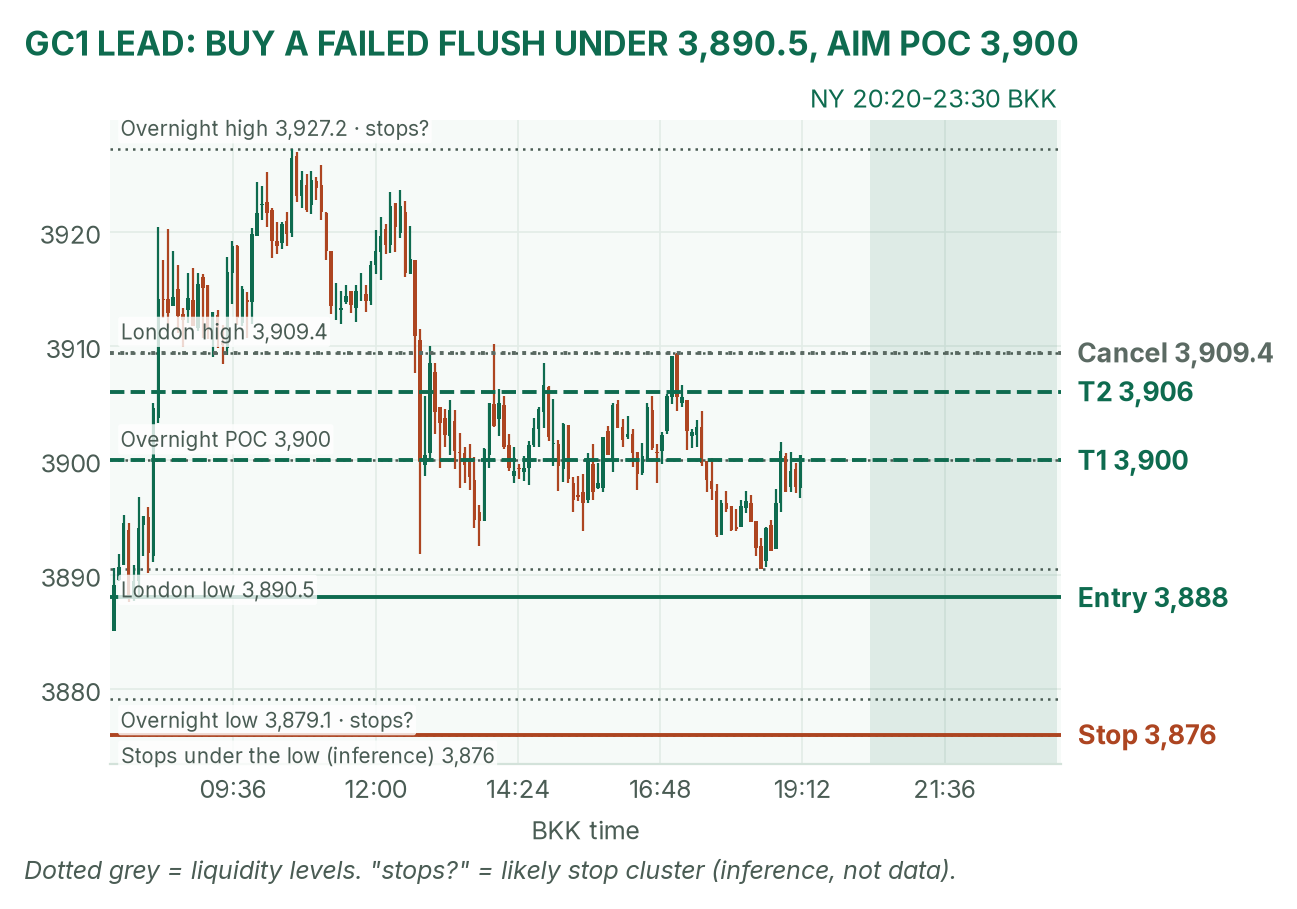 GC1 LEAD: BUY A FAILED FLUSH UNDER 3,890.5, AIM POC 3,900
NY 20:20-23:30 BKK
Overnight high 3,927.2 · stops?
3920
London high 3,909.4
3910
Cancel 3,909.4
T2 3,906
Overnight POC 3,900
3900
T1 3,900
3890
London low 3,890.5
Entry 3,888
3880
Overnight low 3,879.1 · stops?
Stop 3,876
Stops under the low (inference) 3,876
09:36 12:00 14:24 16:48 19:12 21:36
BKK time
Dotted grey = liquidity levels. "stops?" = likely stop cluster (inference, not data).